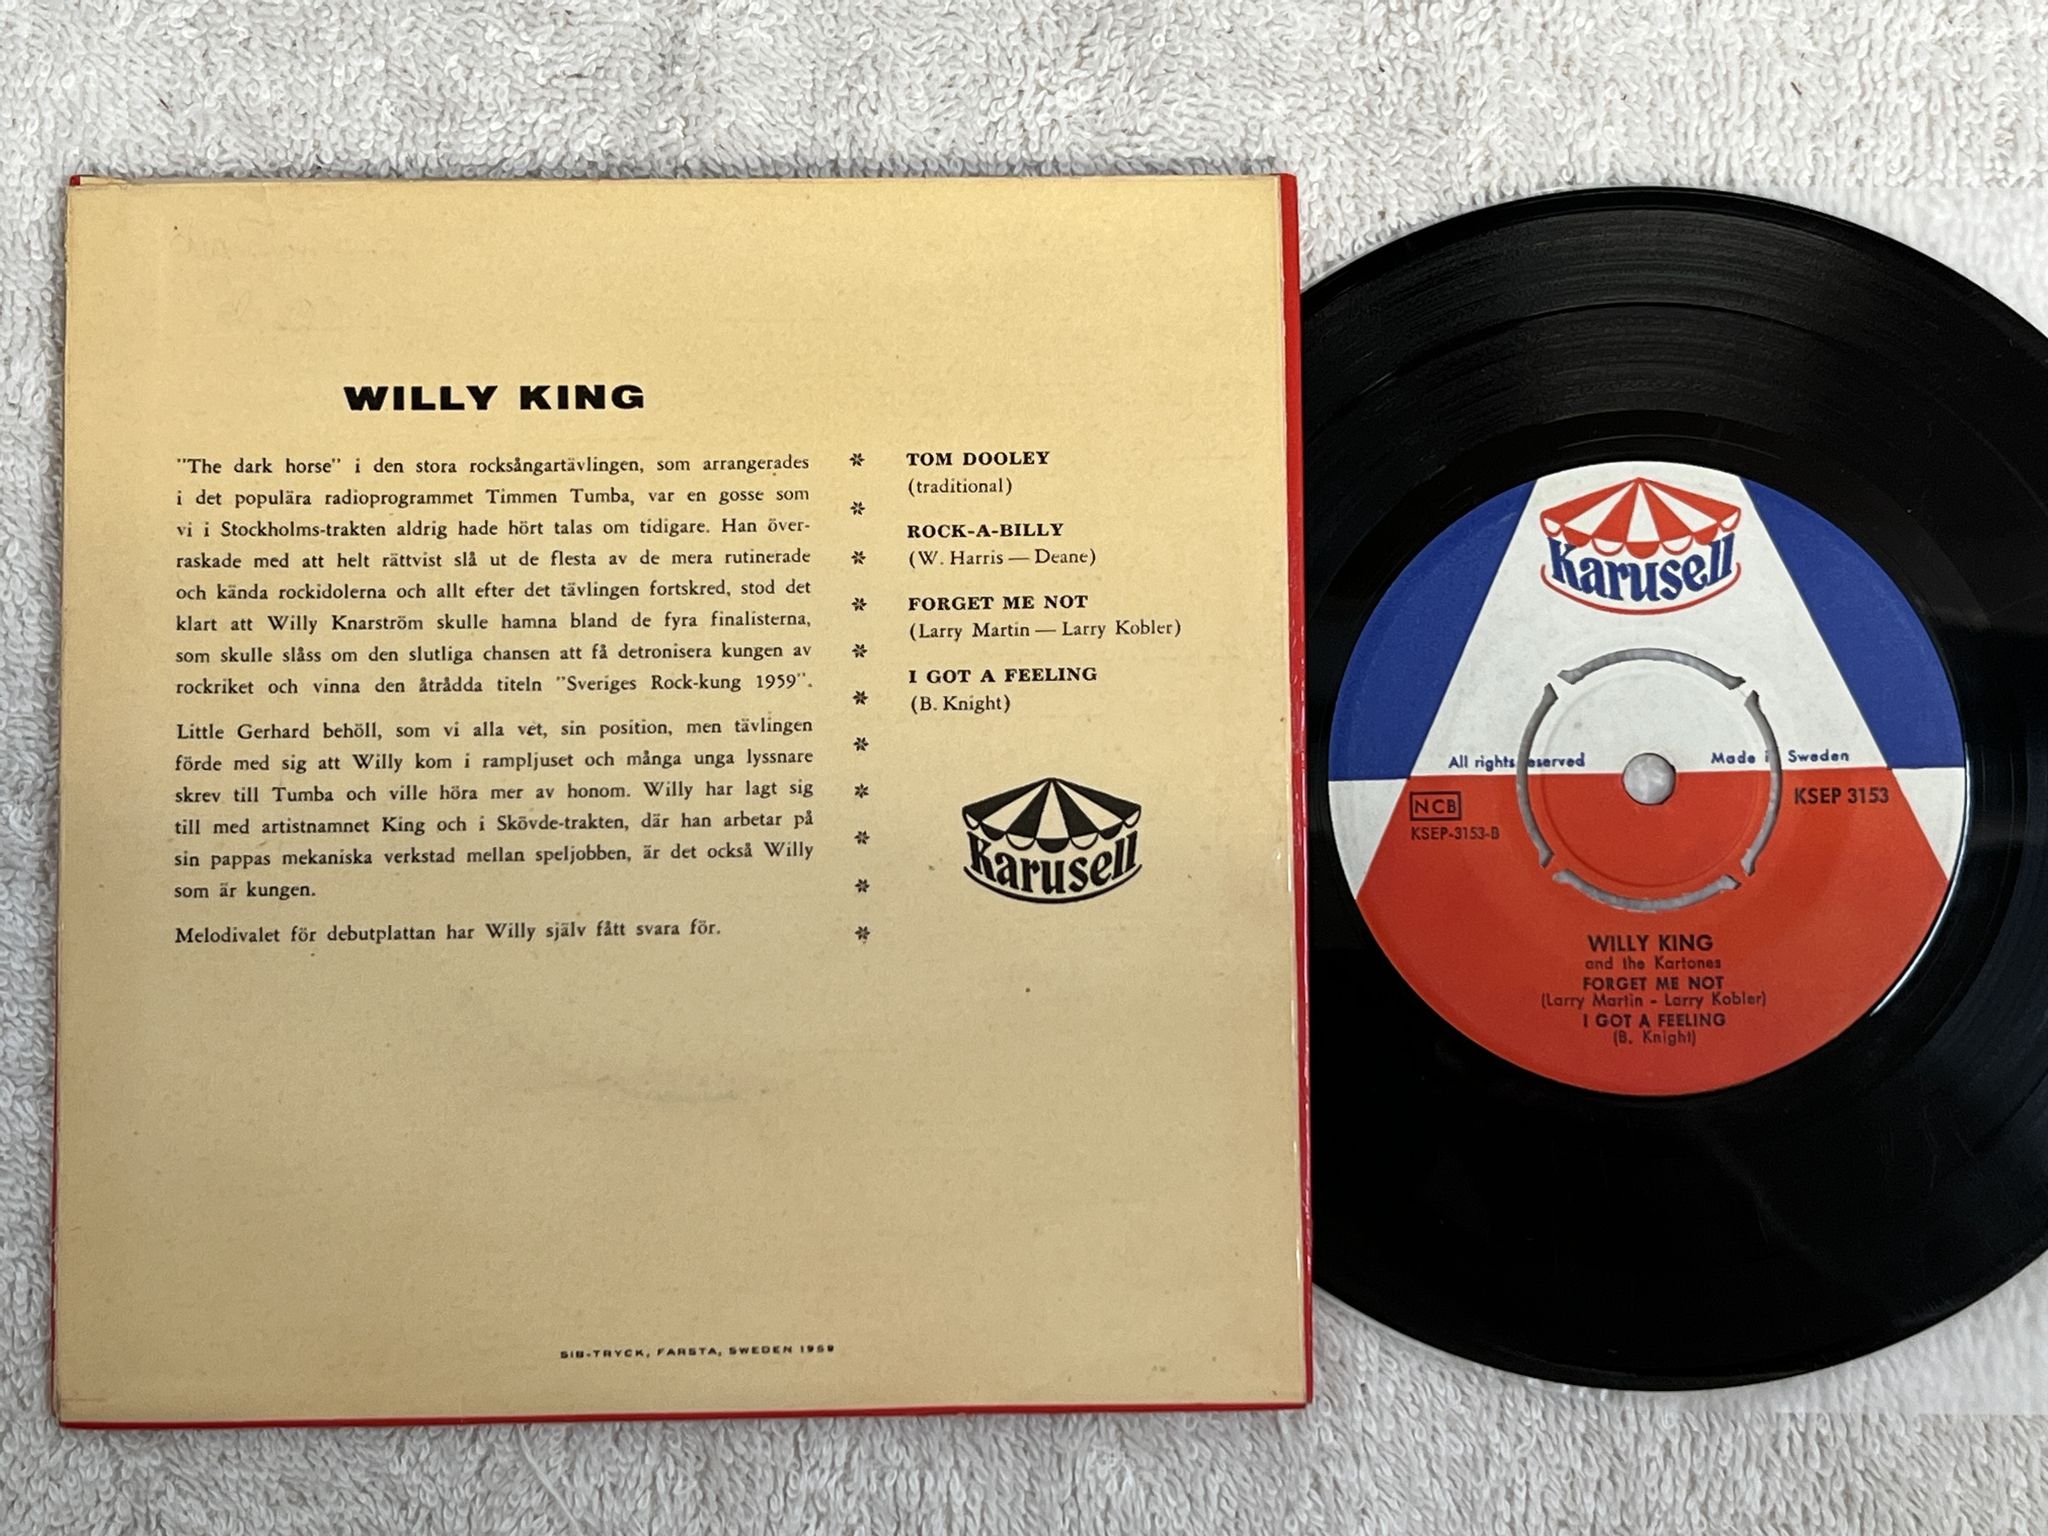 WILLY KING
"The dark horse" i den stora rocksångartävlingen, som arrangerades
i det populära radioprogrammet Timmen Tumba, var en gosse som
vi i Stockholms-trakten aldrig hade hört talas om tidigare. Han över-
raskade med att helt rättvist slå ut de flesta av de mera rutinerade
och kända rockidolerna och allt efter det tävlingen fortskred, stod det
klart att Willy Knarström skulle hamna bland de fyra finalisterna,
som skulle slåss om den slutliga chansen att få detronisera kungen av
rockriket och vinna den åtrådda titeln "Sveriges Rock-kung 1959".
Little Gerhard behöll, som vi alla vet, sin position, men tävlingen
förde med sig att Willy kom i rampljuset och många unga lyssnare
skrev till Tumba och ville höra mer av honom. Willy har lagt sig
till med artistnamnet King och i Skövde-trakten, där han arbetar på
sin pappas mekaniska verkstad mellan speljobben, är det också Willy
som är kungen.
Melodivalet för debutplattan har Willy själv fått svara för.
TOM DOOLEY
(traditional)
ROCK-A-BILLY
(W. Harris — Deane)
FORGET ME NOT
(Larry Martin — Larry Kobler)
I GOT A FEELING
(B. Knight)
Karusell
SIB-TRYCK, FARSTA, SWEDEN 1959
Karusell
All rights eserved Made i Sweden
NCB KSEP 3153
KSEP-3153-B
WILLY KING
and the Kartones
FORGET ME NOT
(Larry Martin - Larry Kobler)
I GOT A FEELING
(B. Knight)